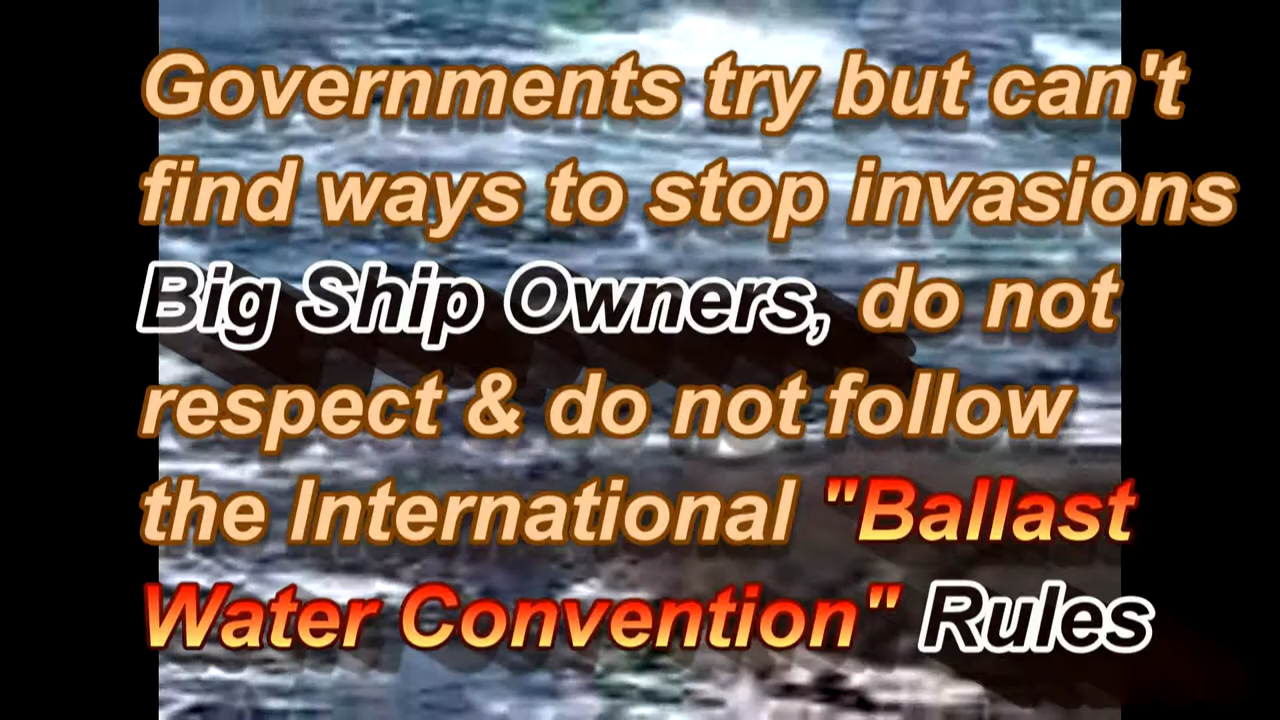 Governments try but can't
find ways to stop invasions
Big Ship Owners, do not
respect & do not follow
the International "Ballast
Water Convention" Rules